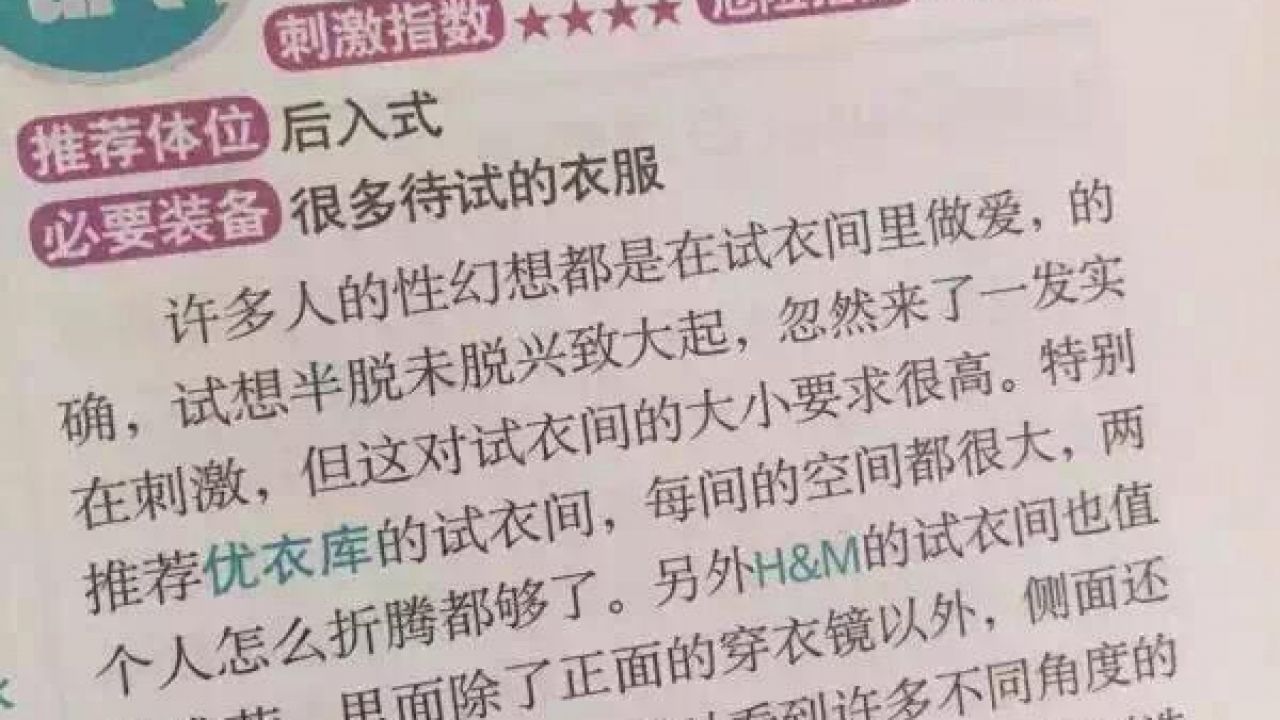 刺激指数 ★★★★
推荐体位 后入式
必要装备 很多待试的衣服
许多人的性幻想都是在试衣间里做爱，的
确，试想半脱未脱兴致大起，忽然来了一发实
在刺激，但这对试衣间的大小要求很高。特别
推荐优衣库的试衣间，每间的空间都很大，两
个人怎么折腾都够了。另外H&M的试衣间也值
里面除了正面的穿衣镜以外，侧面还
看到许多不同角度的